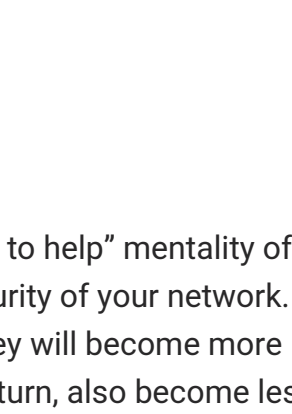 to help” mentality of
urity of your network.
ey will become more
turn, also become les